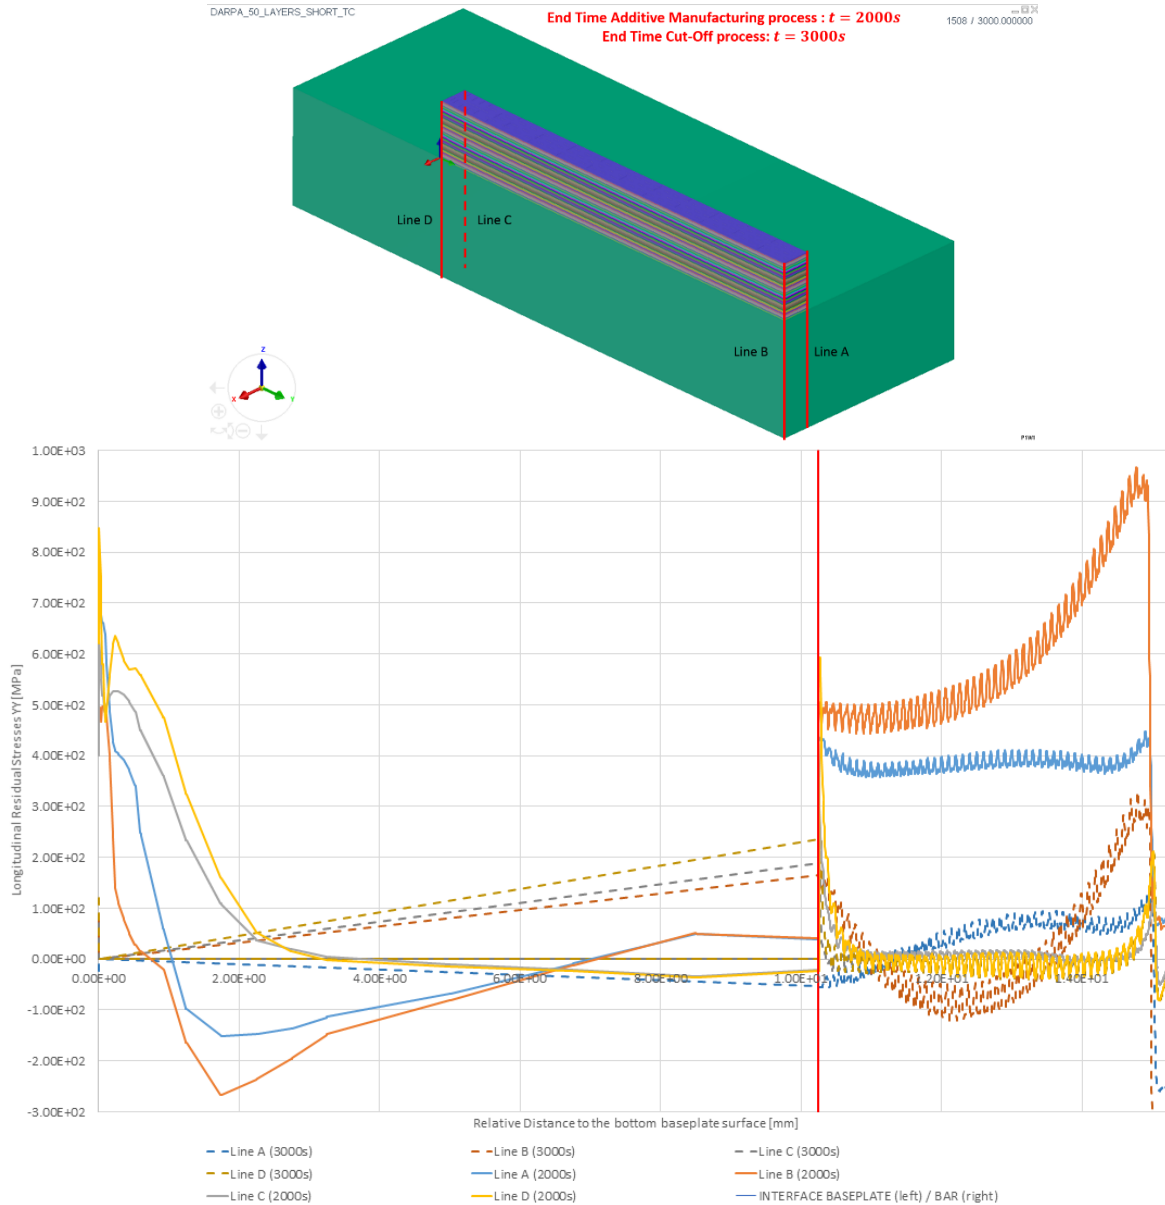 DARPA_50_LAYERS_SHORT_TC
End Time Additive Manufacturing process : t = 2000s
End Time Cut-Off process: t = 3000s
1508 / 3000.000000
Line D
Line C
Line B
Line A
Z
X
Y
1.00E+03
9.00E+02
8.00E+02
7.00E+02
6.00E+02
5.00E+02
4.00E+02
3.00E+02
2.00E+02
1.00E+02
0.00E+00
-1.00E+02
-2.00E+02
-3.00E+02
Longitudinal Residual Stresses YY [MPa]
0.00E+00
2.00E+00
4.00E+00
6.00E+00
8.00E+00
1.00E+01
1.20E+01
1.40E+01
Relative Distance to the bottom baseplate surface [mm]
Line A (3000s)
Line B (3000s)
Line C (3000s)
Line D (3000s)
Line A (2000s)
Line B (2000s)
Line C (2000s)
Line D (2000s)
INTERFACE BASEPLATE (left) / BAR (right)